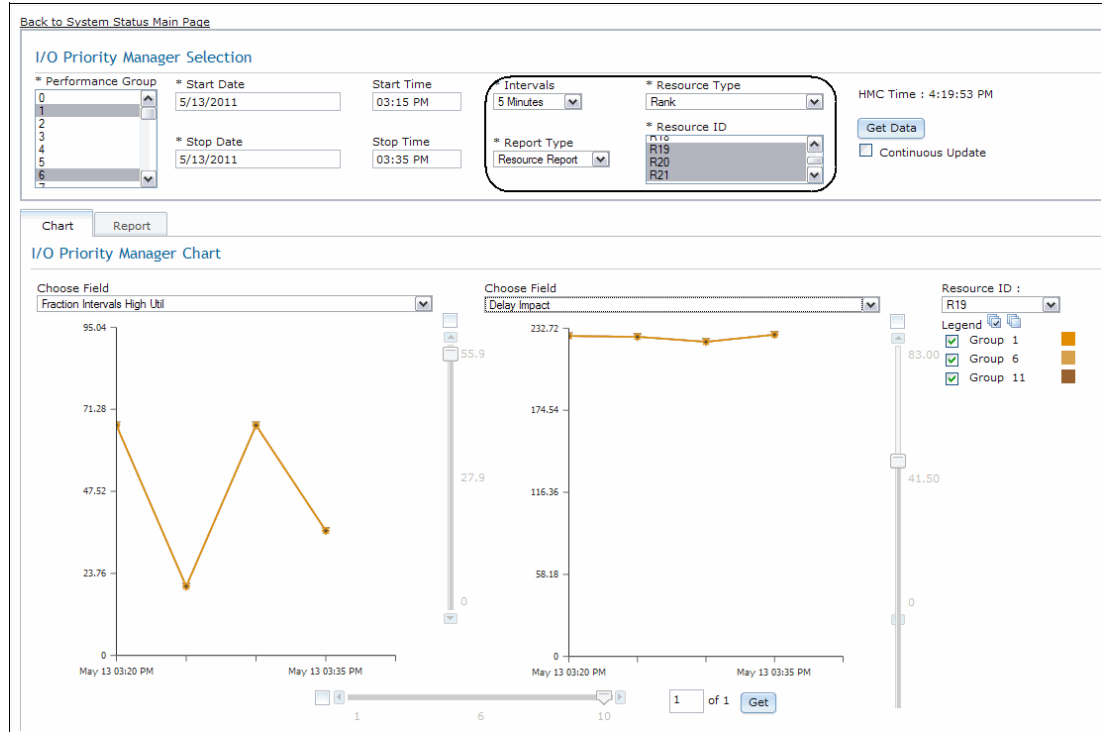 Back to System Status Main Page
I/O Priority Manager Selection
* Performance Group
0
1
2
3
4
5
6
* Start Date
5/13/2011
Start Time
03:15 PM
* Stop Date
5/13/2011
Stop Time
03:35 PM
* Intervals
5 Minutes
* Report Type
Resource Report
* Resource Type
Rank
* Resource ID
R18
R19
R20
R21
HMC Time : 4:19:53 PM
Get Data
Continuous Update
Chart
Report
I/O Priority Manager Chart
Choose Field
Fraction Intervals High Util
95.04
71.28
47.52
23.76
0
May 13 03:20 PM
May 13 03:35 PM
55.9
27.9
0
Choose Field
Delay Impact
232.72
174.54
116.36
58.18
0
May 13 03:20 PM
May 13 03:35 PM
83.00
41.50
0
Resource ID :
R19
Legend
Group 1
Group 6
Group 11
1
6
10
1 of 1 Get